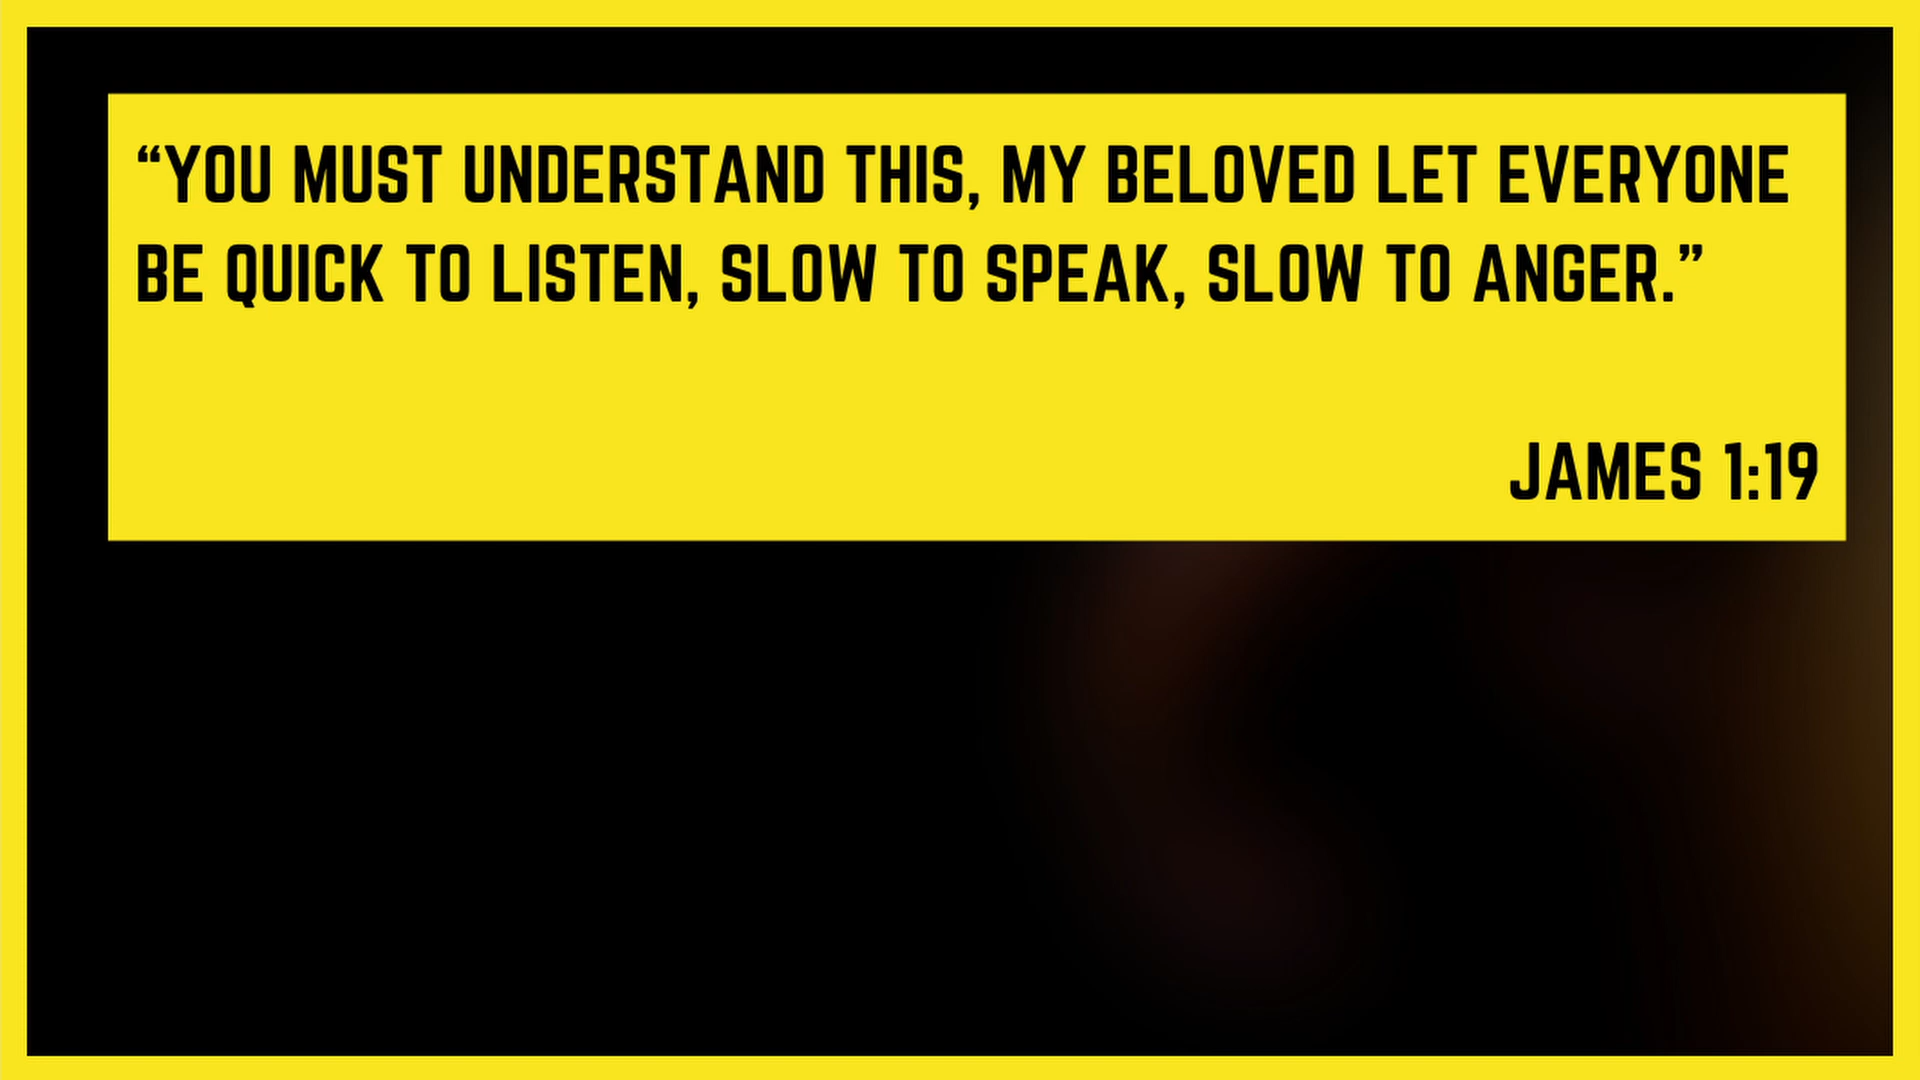 “YOU MUST UNDERSTAND THIS, MY BELOVED LET EVERYONE
BE QUICK TO LISTEN, SLOW TO SPEAK, SLOW TO ANGER.”
JAMES 1:19